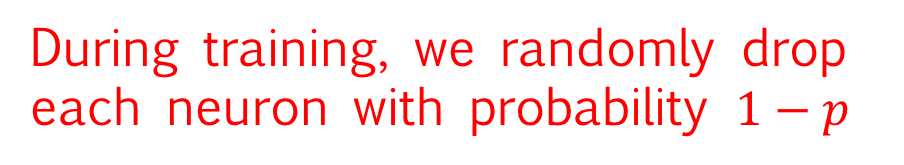 During training, we randomly drop
each neuron with probability 1 − 𝑝